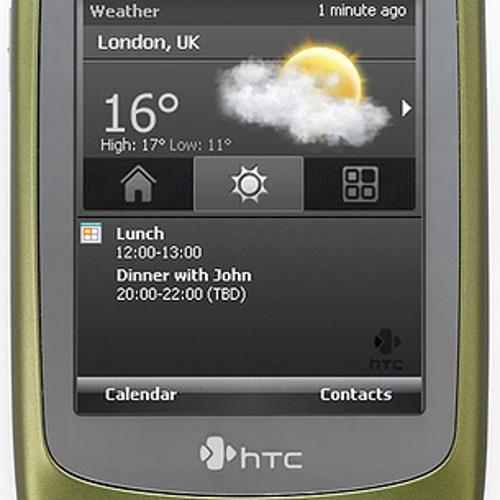 Weather 1 minute ago
London, UK
16°
High: 17° Low: 11°
Lunch
12:00-13:00
Dinner with John
20:00-22:00 (TBD)
hTC
Calendar Contacts
hTC